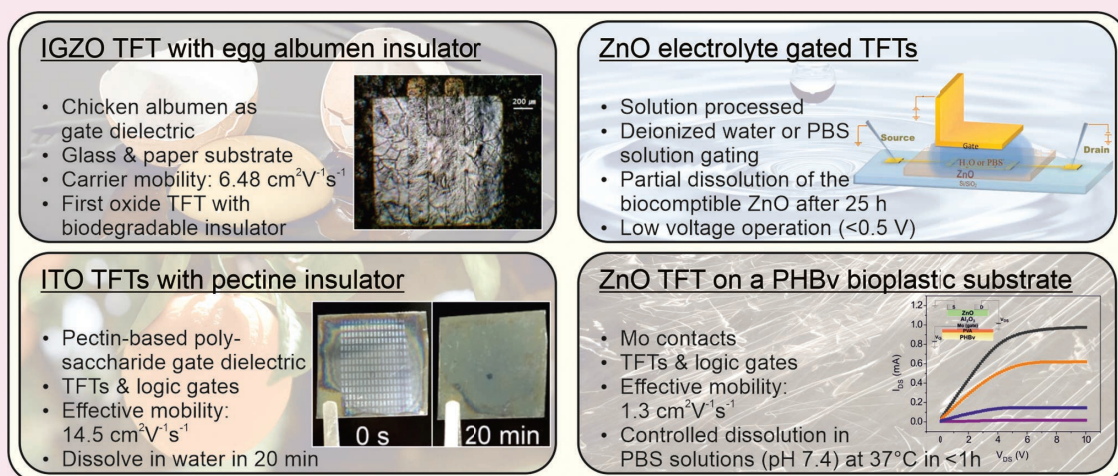 IGZO TFT with egg albumen insulator
• Chicken albumen as
gate dielectric
• Glass & paper substrate
• Carrier mobility: 6.48 cm²V⁻¹s⁻¹
• First oxide TFT with
biodegradable insulator
200 µm
ZnO electrolyte gated TFTs
• Solution processed
• Deionized water or PBS
solution gating
• Partial dissolution of the
biocomptible ZnO after 25 h
• Low voltage operation (<0.5 V)
Source
Gate
Drain
H₂O or PBS
ZnO
ITO TFTs with pectine insulator
• Pectin-based poly-
saccharide gate dielectric
• TFTs & logic gates
• Effective mobility:
14.5 cm²V⁻¹s⁻¹
• Dissolve in water in 20 min
0 s
20 min
ZnO TFT on a PHBv bioplastic substrate
• Mo contacts
• TFTs & logic gates
• Effective mobility:
1.3 cm²V⁻¹s⁻¹
• Controlled dissolution in
PBS solutions (pH 7.4) at 37°C in <1h
S D
ZnO
Al₂O₃
Mo (gate)
PVA
PHBv
V_DS
V_GS
I_DS (mA)
1.2
1.0
0.8
0.6
0.4
0.2
0.0
0 5 10
V_DS (V)